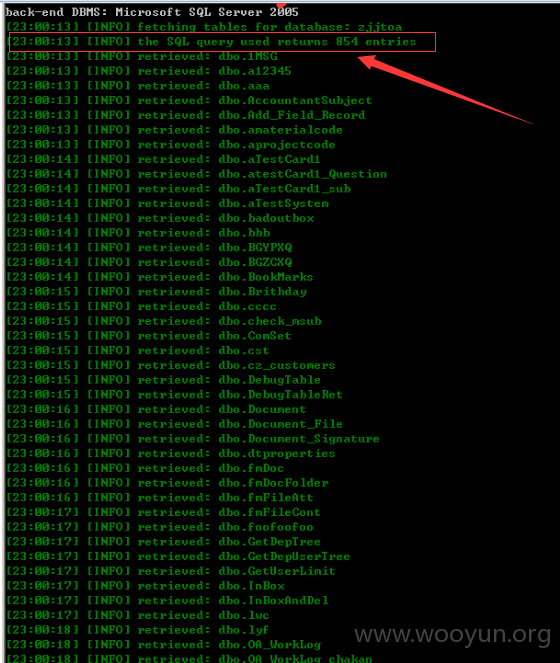 back-end DBMS: Microsoft SQL Server 2005
[23:00:13] [INFO] fetching tables for database: zjjtoa
[23:00:13] [INFO] the SQL query used returns 854 entries
[23:00:13] [INFO] retrieved: dbo.1MSG
[23:00:13] [INFO] retrieved: dbo.a12345
[23:00:13] [INFO] retrieved: dbo.aaa
[23:00:13] [INFO] retrieved: dbo.AccountantSubject
[23:00:13] [INFO] retrieved: dbo.Add_Field_Record
[23:00:13] [INFO] retrieved: dbo.amaterialcode
[23:00:13] [INFO] retrieved: dbo.aprojectcode
[23:00:14] [INFO] retrieved: dbo.aTestCard1
[23:00:14] [INFO] retrieved: dbo.atestCard1_Question
[23:00:14] [INFO] retrieved: dbo.aTestCard1_sub
[23:00:14] [INFO] retrieved: dbo.aTestSystem
[23:00:14] [INFO] retrieved: dbo.badoutbox
[23:00:14] [INFO] retrieved: dbo.bbb
[23:00:14] [INFO] retrieved: dbo.BGYPXQ
[23:00:14] [INFO] retrieved: dbo.BGZCXQ
[23:00:14] [INFO] retrieved: dbo.BookMarks
[23:00:15] [INFO] retrieved: dbo.Brithday
[23:00:15] [INFO] retrieved: dbo.cccc
[23:00:15] [INFO] retrieved: dbo.check_msub
[23:00:15] [INFO] retrieved: dbo.ComSet
[23:00:15] [INFO] retrieved: dbo.cst
[23:00:15] [INFO] retrieved: dbo.cz_customers
[23:00:15] [INFO] retrieved: dbo.DebugTable
[23:00:15] [INFO] retrieved: dbo.DebugTableRet
[23:00:16] [INFO] retrieved: dbo.Document
[23:00:16] [INFO] retrieved: dbo.Document_File
[23:00:16] [INFO] retrieved: dbo.Document_Signature
[23:00:16] [INFO] retrieved: dbo.dtproperties
[23:00:16] [INFO] retrieved: dbo.fmDoc
[23:00:16] [INFO] retrieved: dbo.fmDocFolder
[23:00:16] [INFO] retrieved: dbo.fmFileAtt
[23:00:17] [INFO] retrieved: dbo.fmFileCont
[23:00:17] [INFO] retrieved: dbo.foofoofoo
[23:00:17] [INFO] retrieved: dbo.GetDepTree
[23:00:17] [INFO] retrieved: dbo.GetDepUserTree
[23:00:17] [INFO] retrieved: dbo.GetUserLimit
[23:00:17] [INFO] retrieved: dbo.InBox
[23:00:17] [INFO] retrieved: dbo.InBoxAndDel
[23:00:17] [INFO] retrieved: dbo.lwc
[23:00:18] [INFO] retrieved: dbo.lyf
[23:00:18] [INFO] retrieved: dbo.OA_WorkLog
[23:00:18] [INFO] retrieved: dbo.OA_WorkLog_chakan
www.wooyun.org